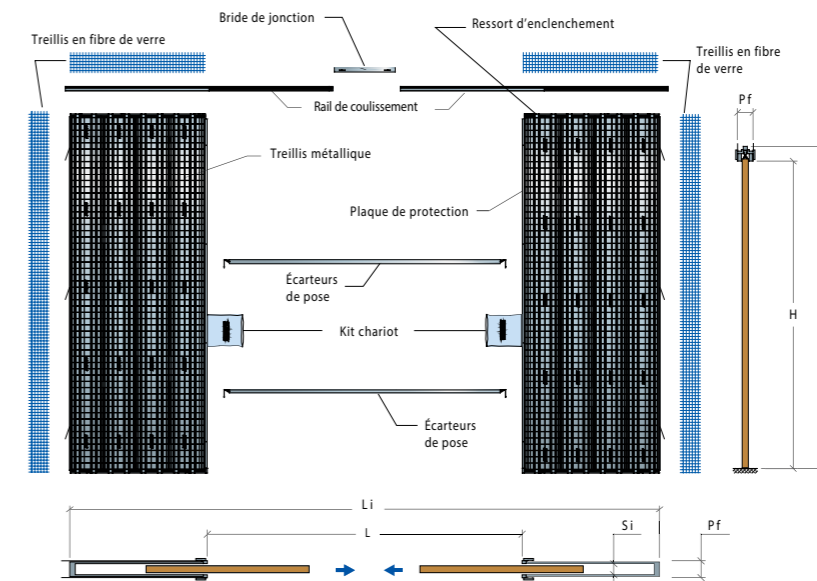 Bride de jonction
Ressort d'enclenchement
Treillis en fibre de verre
Treillis en fibre
de verre
Pf
Rail de coulissement
Treillis métallique
Plaque de protection
Écarteurs
de pose
H
Kit chariot
Écarteurs
de pose
Li
L
Si
Pf